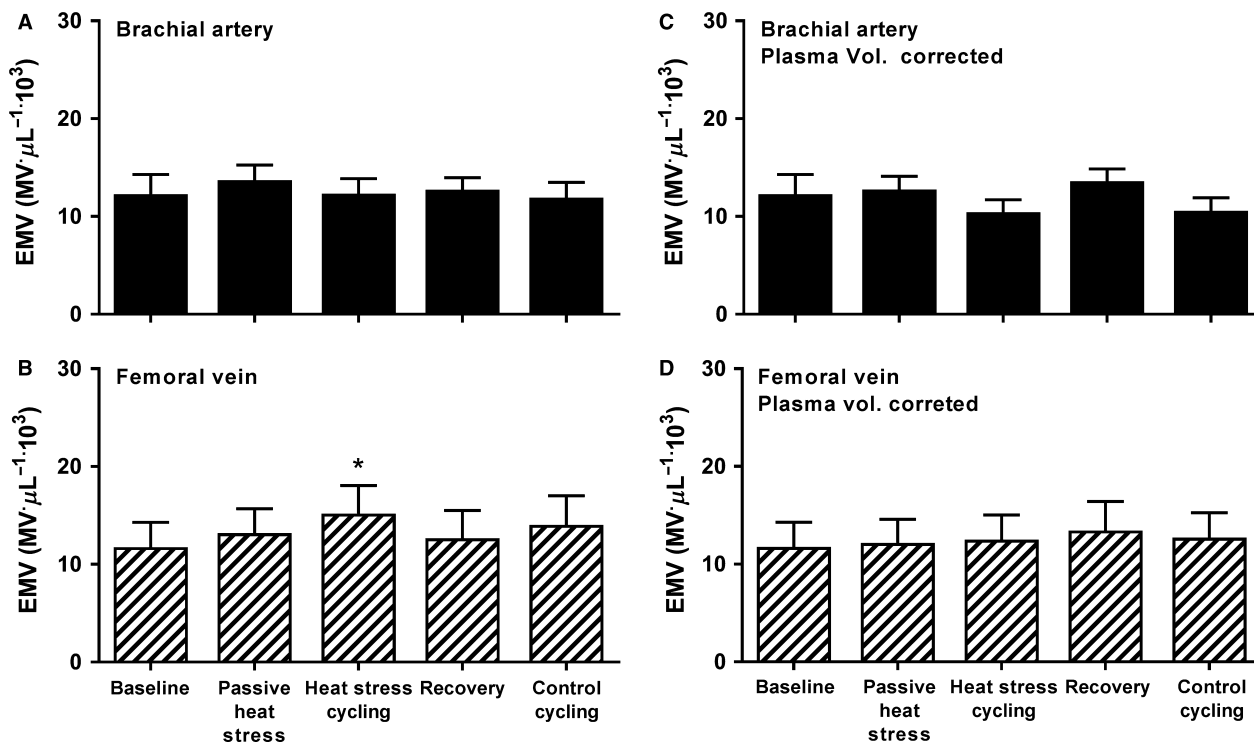 A
Brachial artery
30
20
10
0
EMV (MV·μL⁻¹·10³)
C
Brachial artery
Plasma Vol. corrected
30
20
10
0
EMV (MV·μL⁻¹·10³)
B
Femoral vein
30
20
10
0
EMV (MV·μL⁻¹·10³)
*
Baseline
Passive
heat
stress
Heat stress
cycling
Recovery
Control
cycling
D
Femoral vein
Plasma vol. correted
30
20
10
0
EMV (MV·μL⁻¹·10³)
Baseline
Passive
heat
stress
Heat stress
cycling
Recovery
Control
cycling